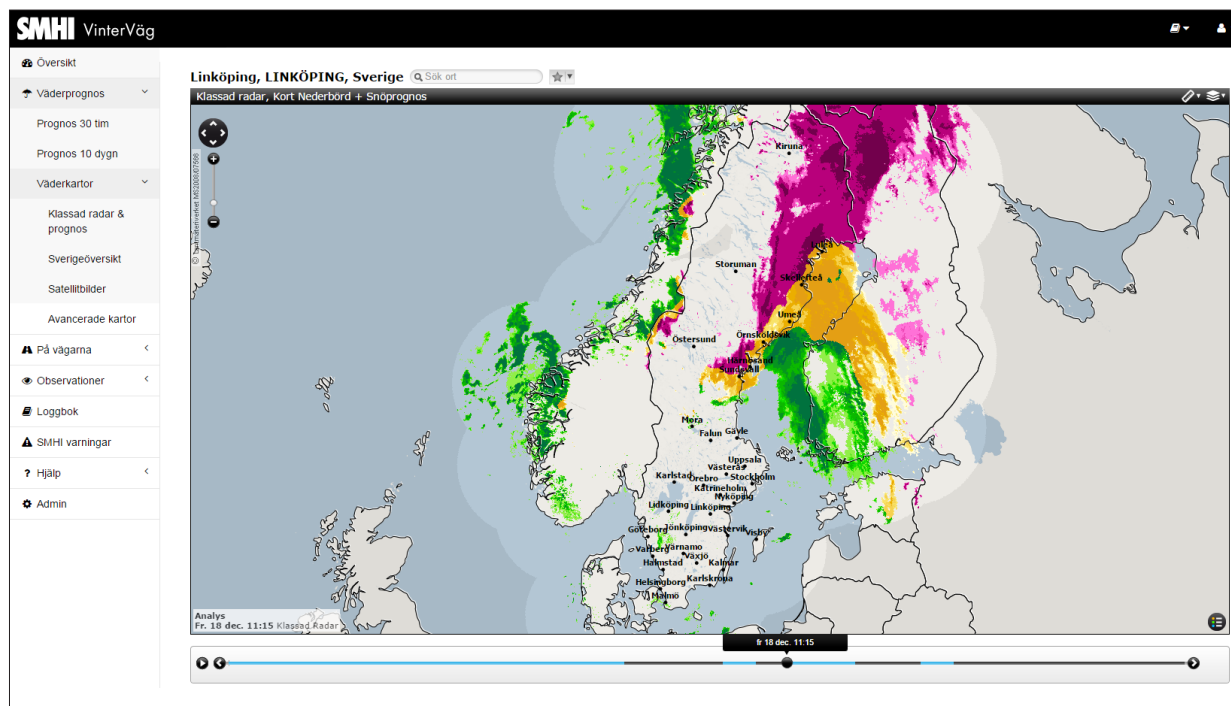 SMHI VinterVäg
Översikt
Väderprognos
Prognos 30 tim
Prognos 10 dygn
Väderkartor
Klassad radar &
prognos
Sverigeöversikt
Satellitbilder
Avancerade kartor
På vägarna
Observationer
Loggbok
SMHI varningar
? Hjälp
Admin
Linköping, LINKÖPING, Sverige
Sök ort
Klassad radar, Kort Nederbörd + Snöprognos
Kiruna
Luleå
Storuman
Skellefteå
Umeå
Örnsköldsvik
Östersund
Härnösand
Sundsvall
Mora
Falun Gävle
Uppsala
Västerås
Karlstad Örebro Stockholm
Katrineholm
Nyköping
Lidköping Linköping
Göteborg Jönköping Västervik Visby
Varberg Värnamo
Växjö
Halmstad Kalmar
Helsingborg Karlskrona
Malmö
Analys
Fr. 18 dec. 11:15 Klassad Radar
fr 18 dec. 11:15